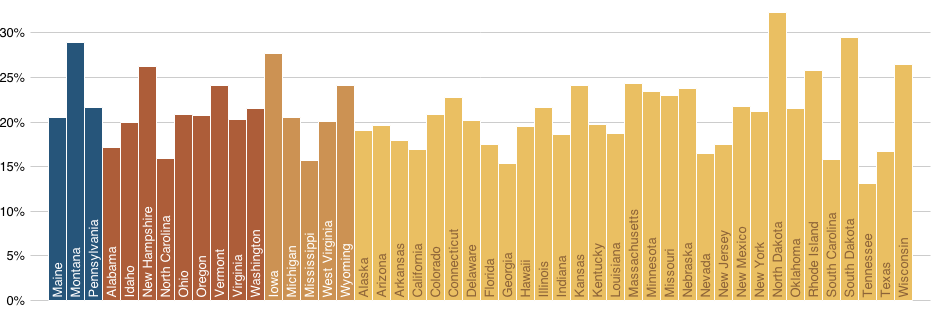 30%
25%
20%
15%
10%
5%
0%
Maine
Montana
Pennsylvania
Alabama
Idaho
New Hampshire
North Carolina
Ohio
Oregon
Vermont
Virginia
Washington
Iowa
Michigan
Mississippi
West Virginia
Wyoming
Alaska
Arizona
Arkansas
California
Colorado
Connecticut
Delaware
Florida
Georgia
Hawaii
Illinois
Indiana
Kansas
Kentucky
Louisiana
Massachusetts
Minnesota
Missouri
Nebraska
Nevada
New Jersey
New Mexico
New York
North Dakota
Oklahoma
Rhode Island
South Carolina
South Dakota
Tennessee
Texas
Wisconsin